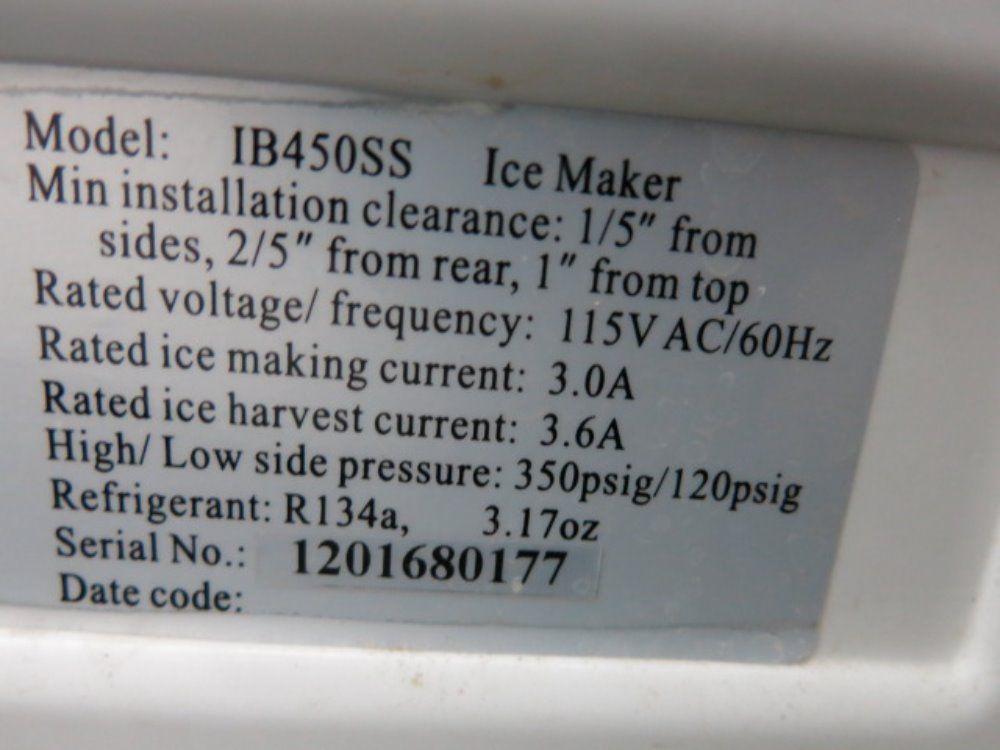 Model: IB450SS Ice Maker
Min installation clearance: 1/5" from
sides, 2/5" from rear, 1" from top
Rated voltage/ frequency: 115V AC/60Hz
Rated ice making current: 3.0A
Rated ice harvest current: 3.6A
High/ Low side pressure: 350psig/120psig
Refrigerant: R134a, 3.17oz
Serial No.: 1201680177
Date code: